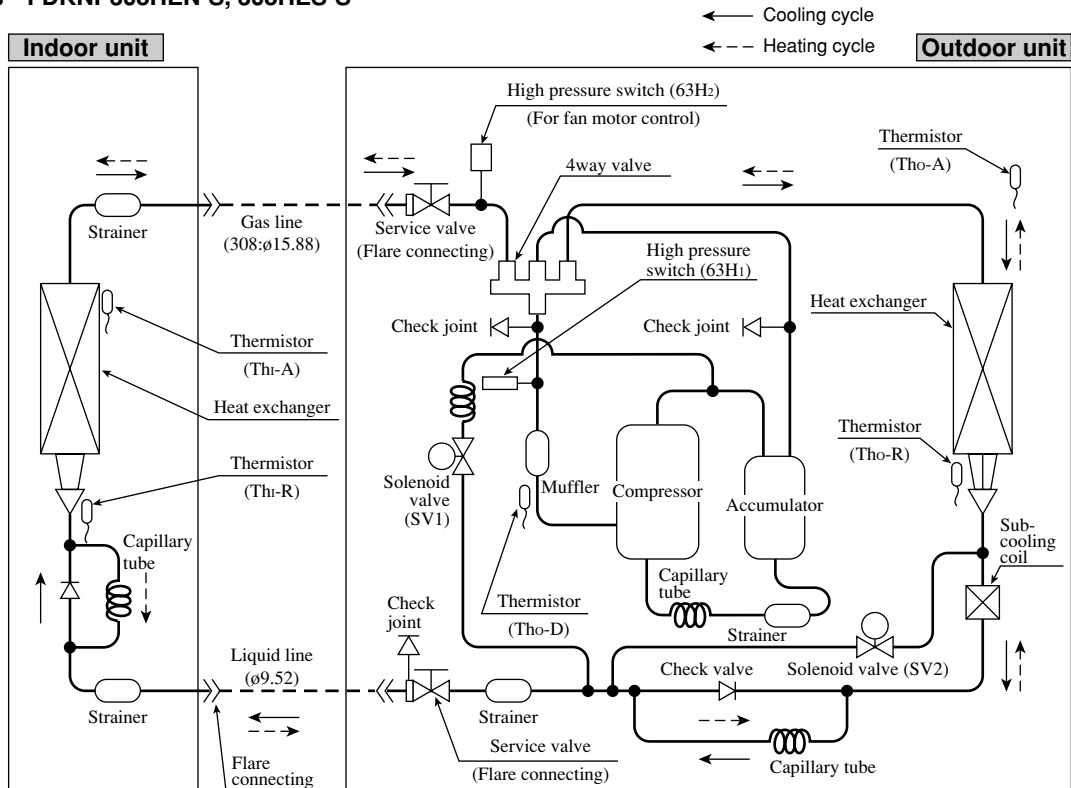 Cooling cycle
Heating cycle
Indoor unit
Outdoor unit
High pressure switch (63H2)
(For fan motor control)
4way valve
Thermistor
(ThO-A)
Strainer
Gas line
(308:ø15.88)
Service valve
(Flare connecting)
High pressure
switch (63H1)
Heat exchanger
Check joint
Check joint
Thermistor
(ThI-A)
Heat exchanger
Thermistor
(ThO-R)
Thermistor
(ThI-R)
Solenoid
valve
(SV1)
Muffler
Compressor
Accumulator
Sub-
cooling
coil
Capillary
tube
Capillary
tube
Check
joint
Thermistor
(ThO-D)
Strainer
Liquid line
(ø9.52)
Check valve
Solenoid valve (SV2)
Strainer
Strainer
Service valve
(Flare connecting)
Capillary tube
Flare
connecting